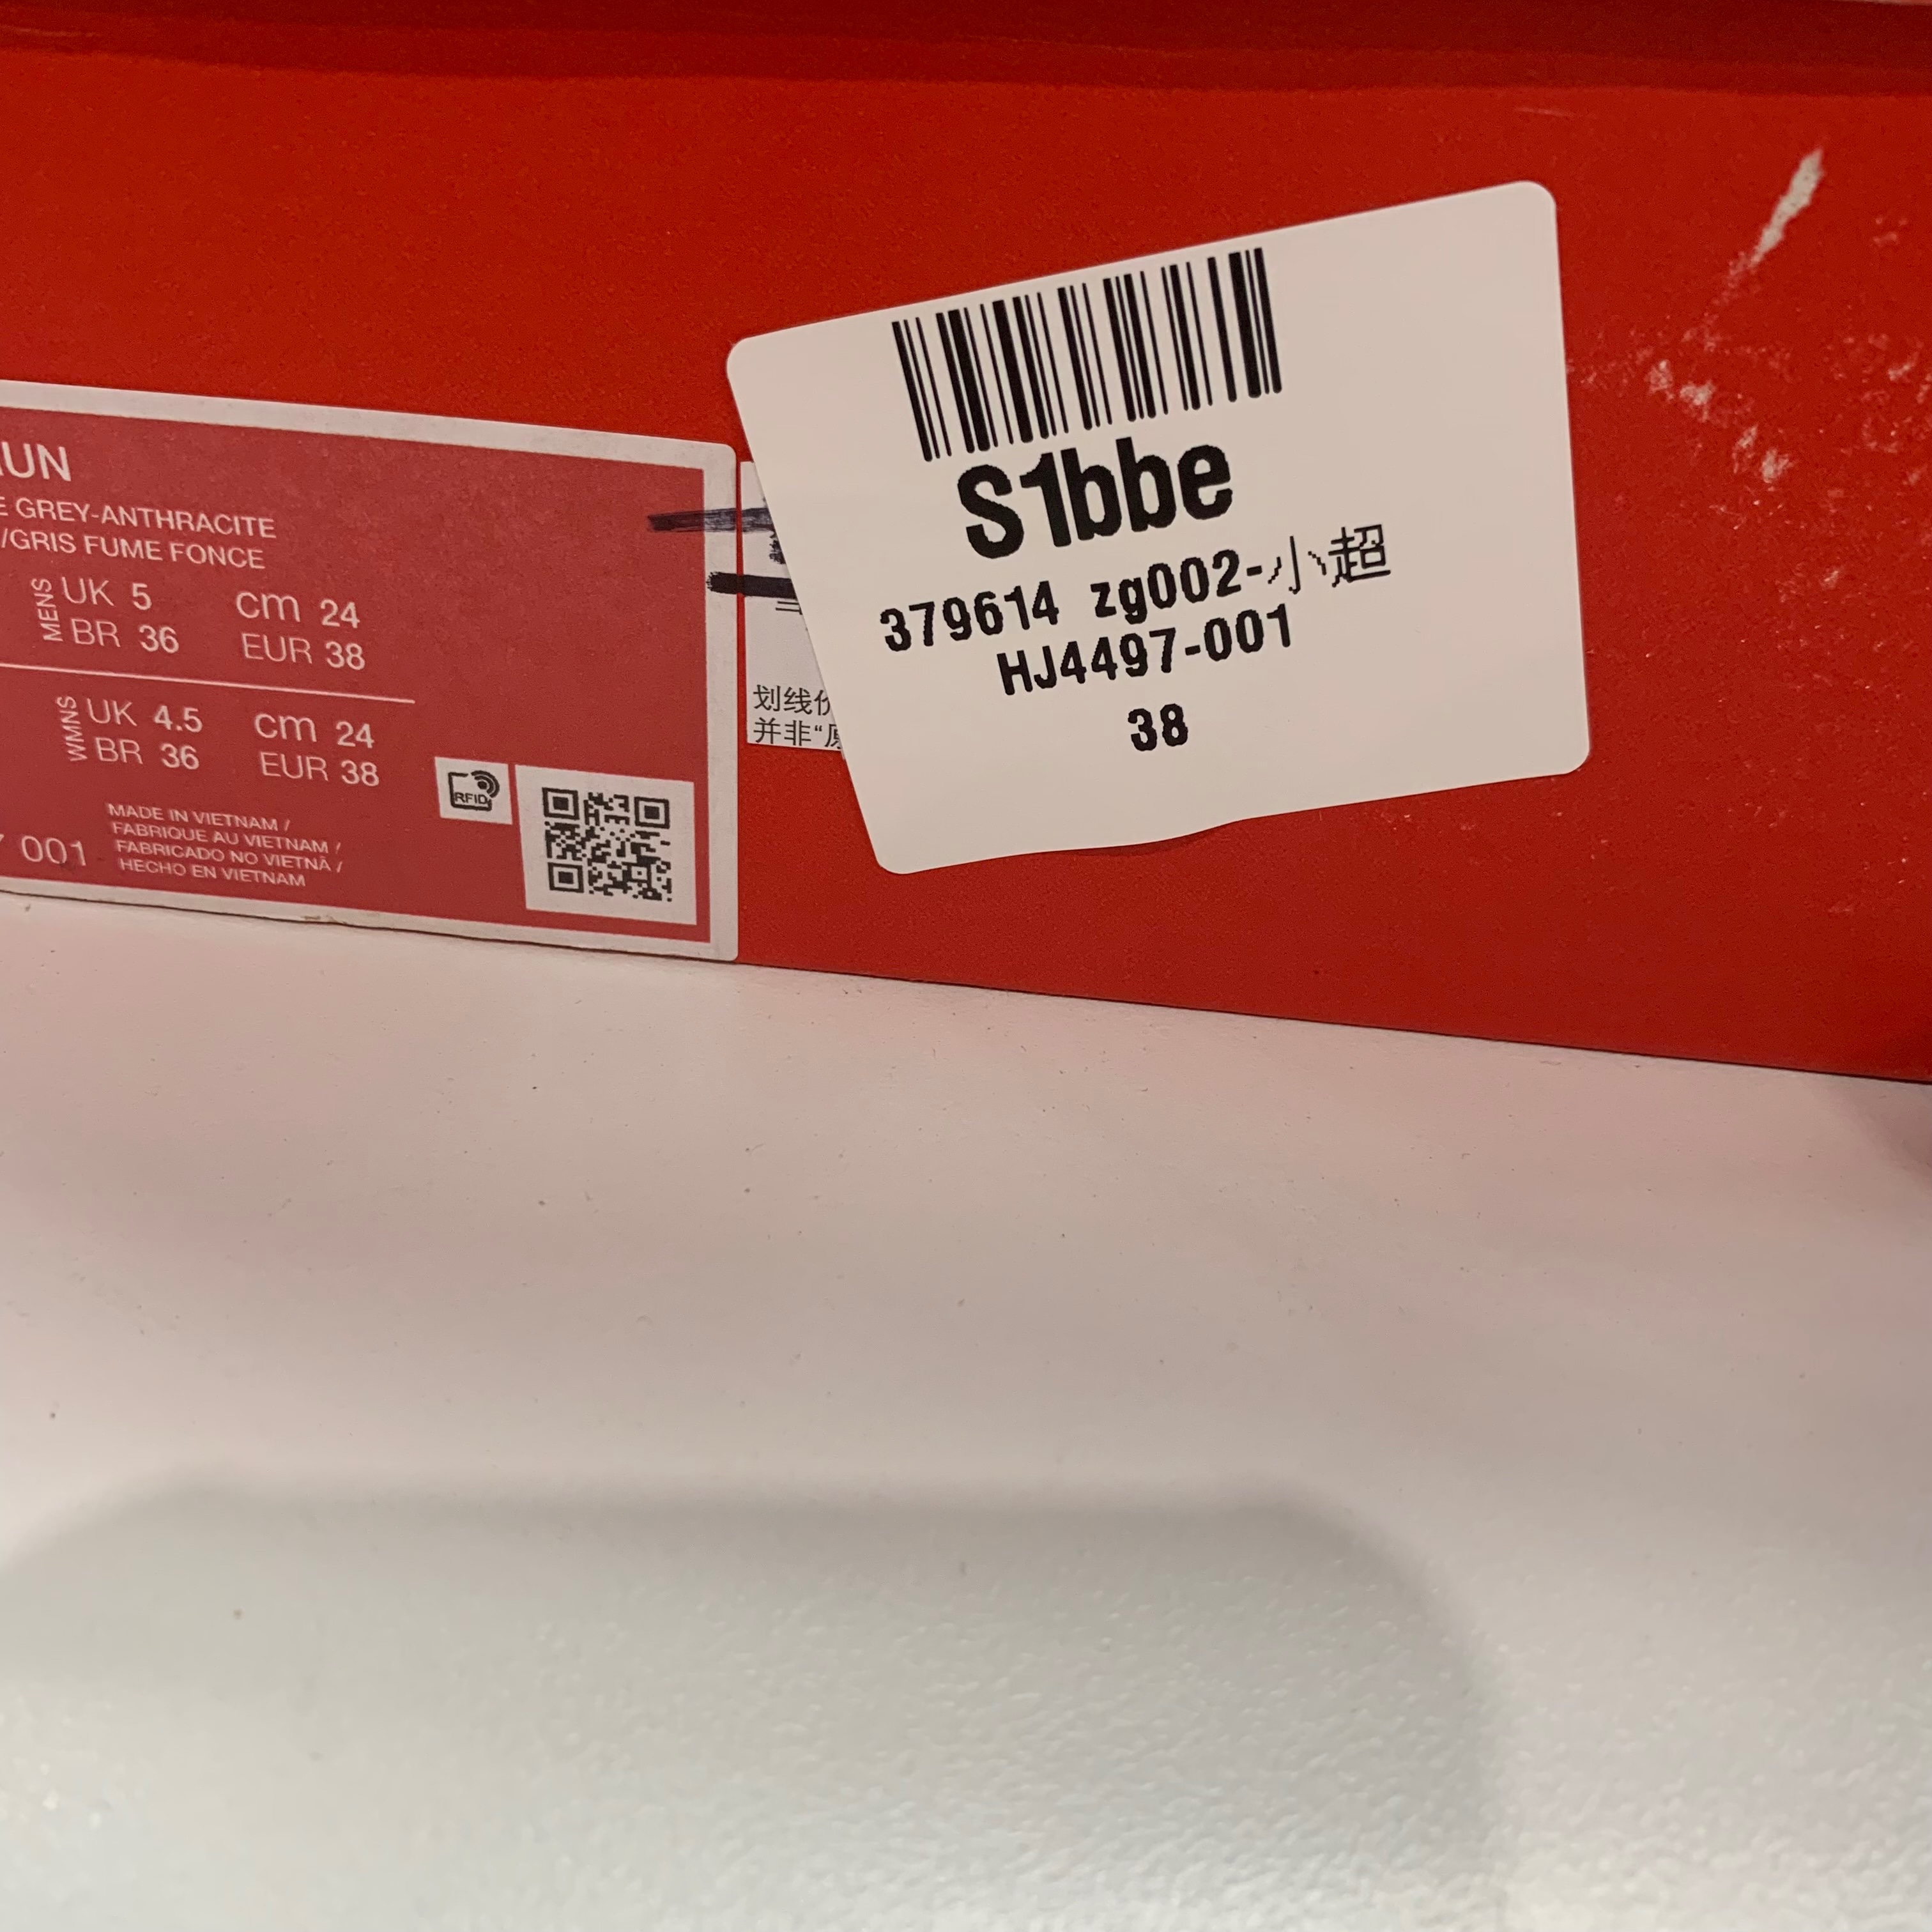 UN
GREY-ANTHRACITE
/GRIS FUME FONCE
MENS
UK 5 cm 24
BR 36 EUR 38
WMNS
UK 4.5 cm 24
BR 36 EUR 38
RFID
001
MADE IN VIETNAM /
FABRIQUE AU VIETNAM /
FABRICADO NO VIETNÃ /
HECHO EN VIETNAM
划线
并非“
S1bbe
379614 zg002-小超
HJ4497-001
38